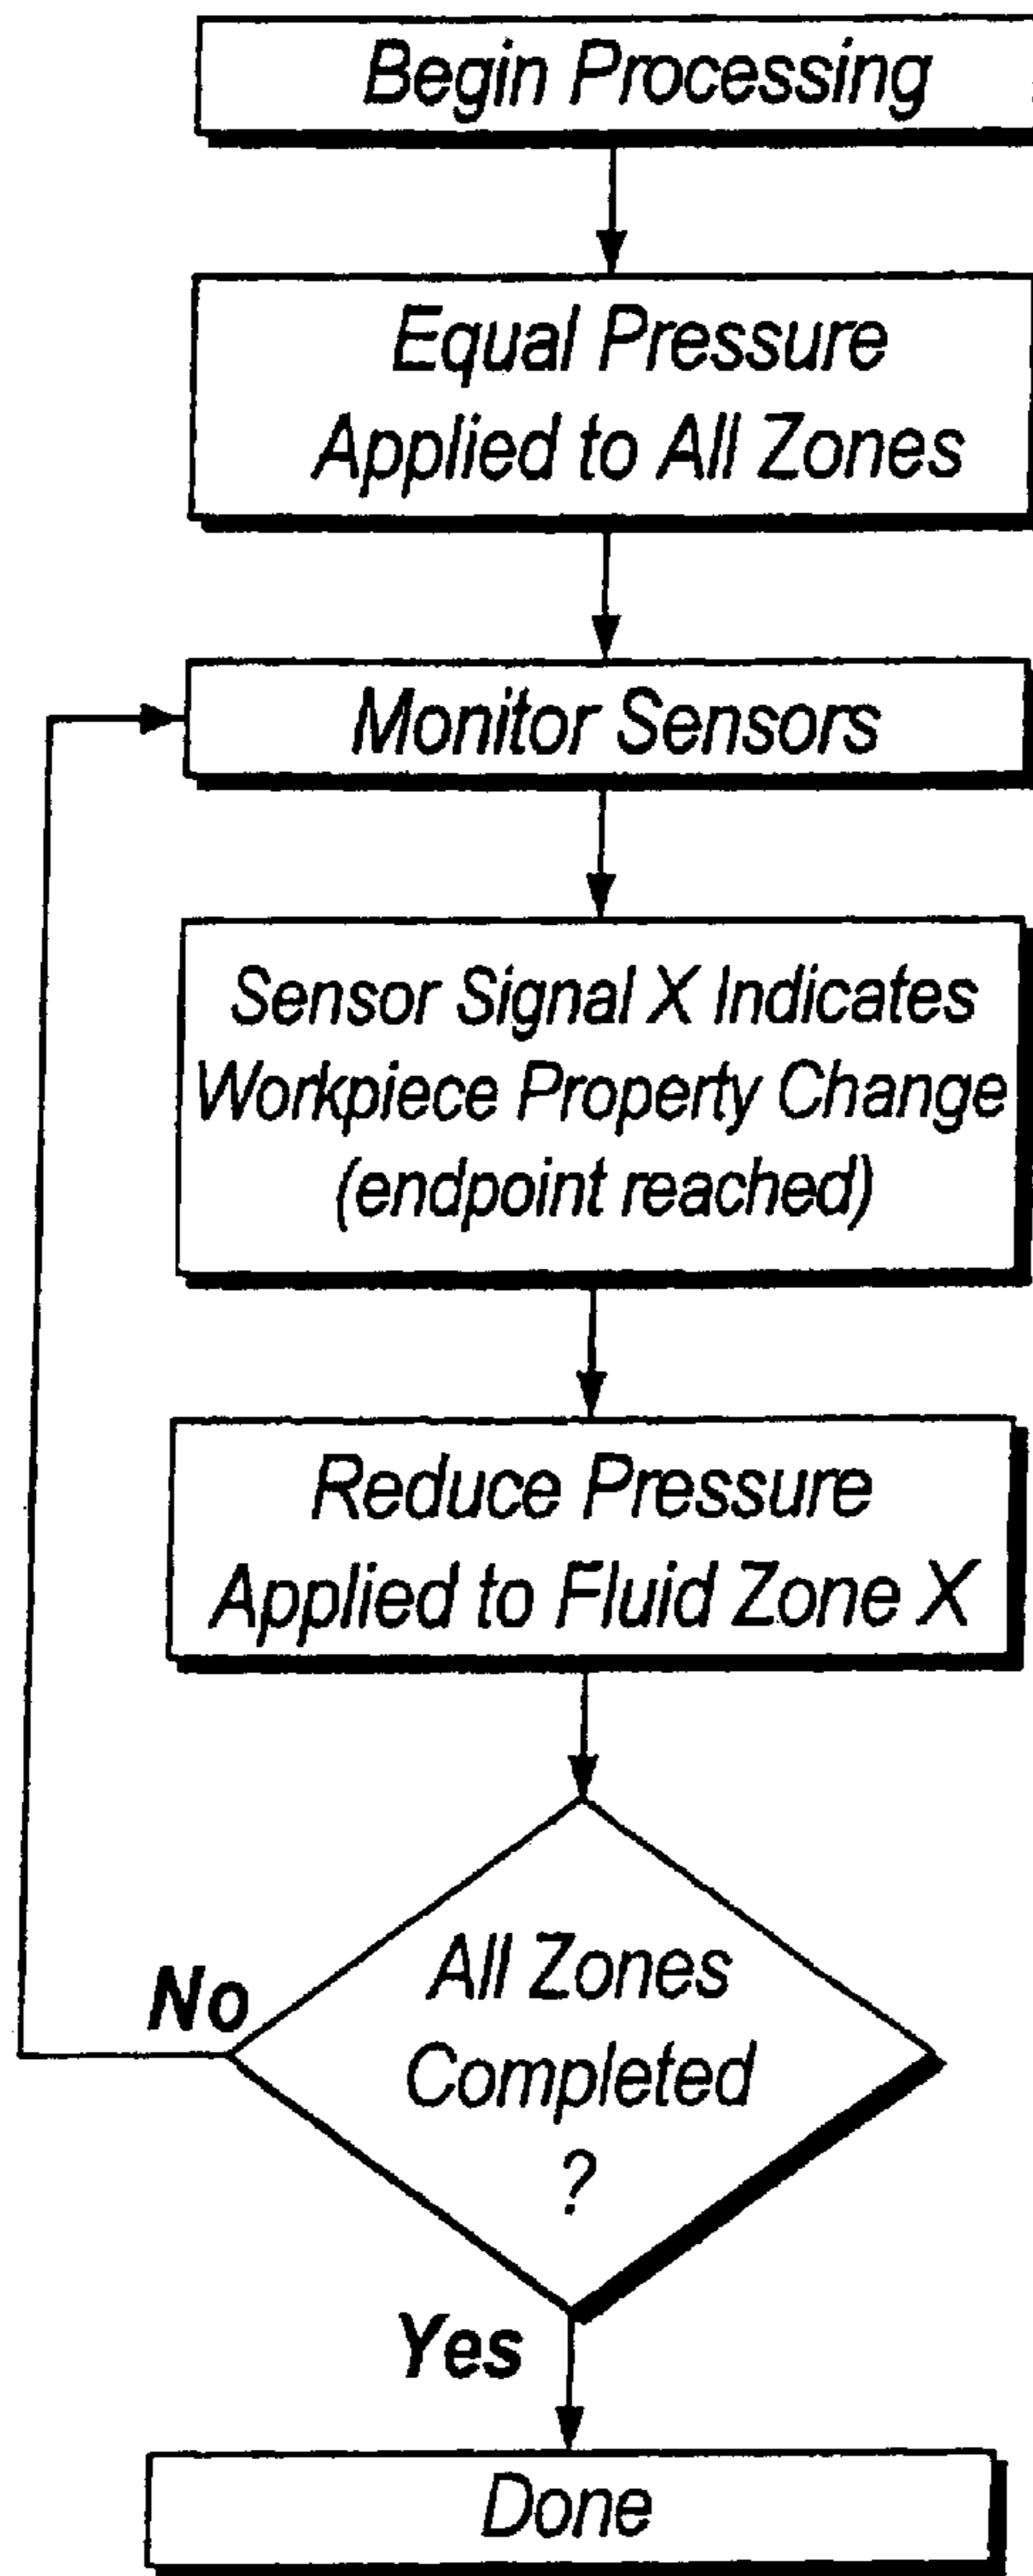 Begin Processing
Equal Pressure
Applied to All Zones
Monitor Sensors
Sensor Signal X Indicates
Workpiece Property Change
(endpoint reached)
Reduce Pressure
Applied to Fluid Zone X
All Zones
Completed
?
No
Yes
Done